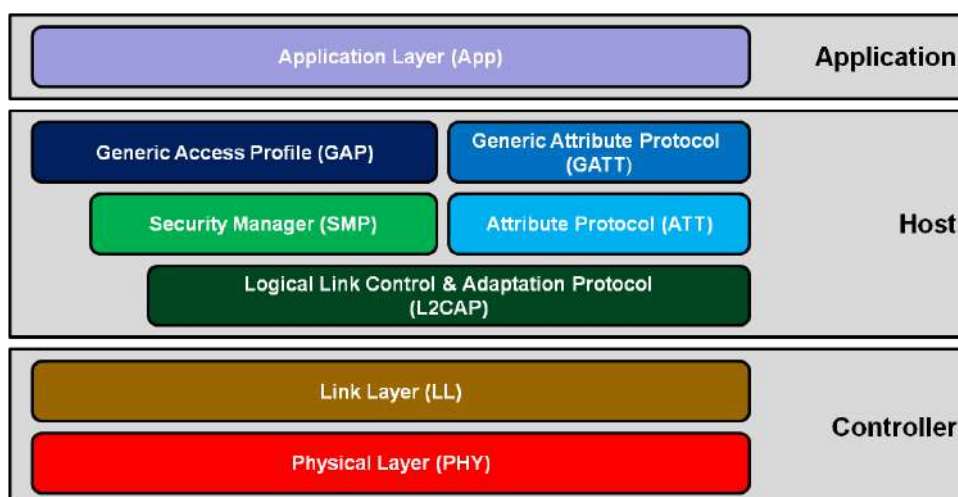 Application Layer (App)
Application
Generic Access Profile (GAP)
Generic Attribute Protocol
(GATT)
Security Manager (SMP)
Attribute Protocol (ATT)
Host
Logical Link Control & Adaptation Protocol
(L2CAP)
Link Layer (LL)
Controller
Physical Layer (PHY)